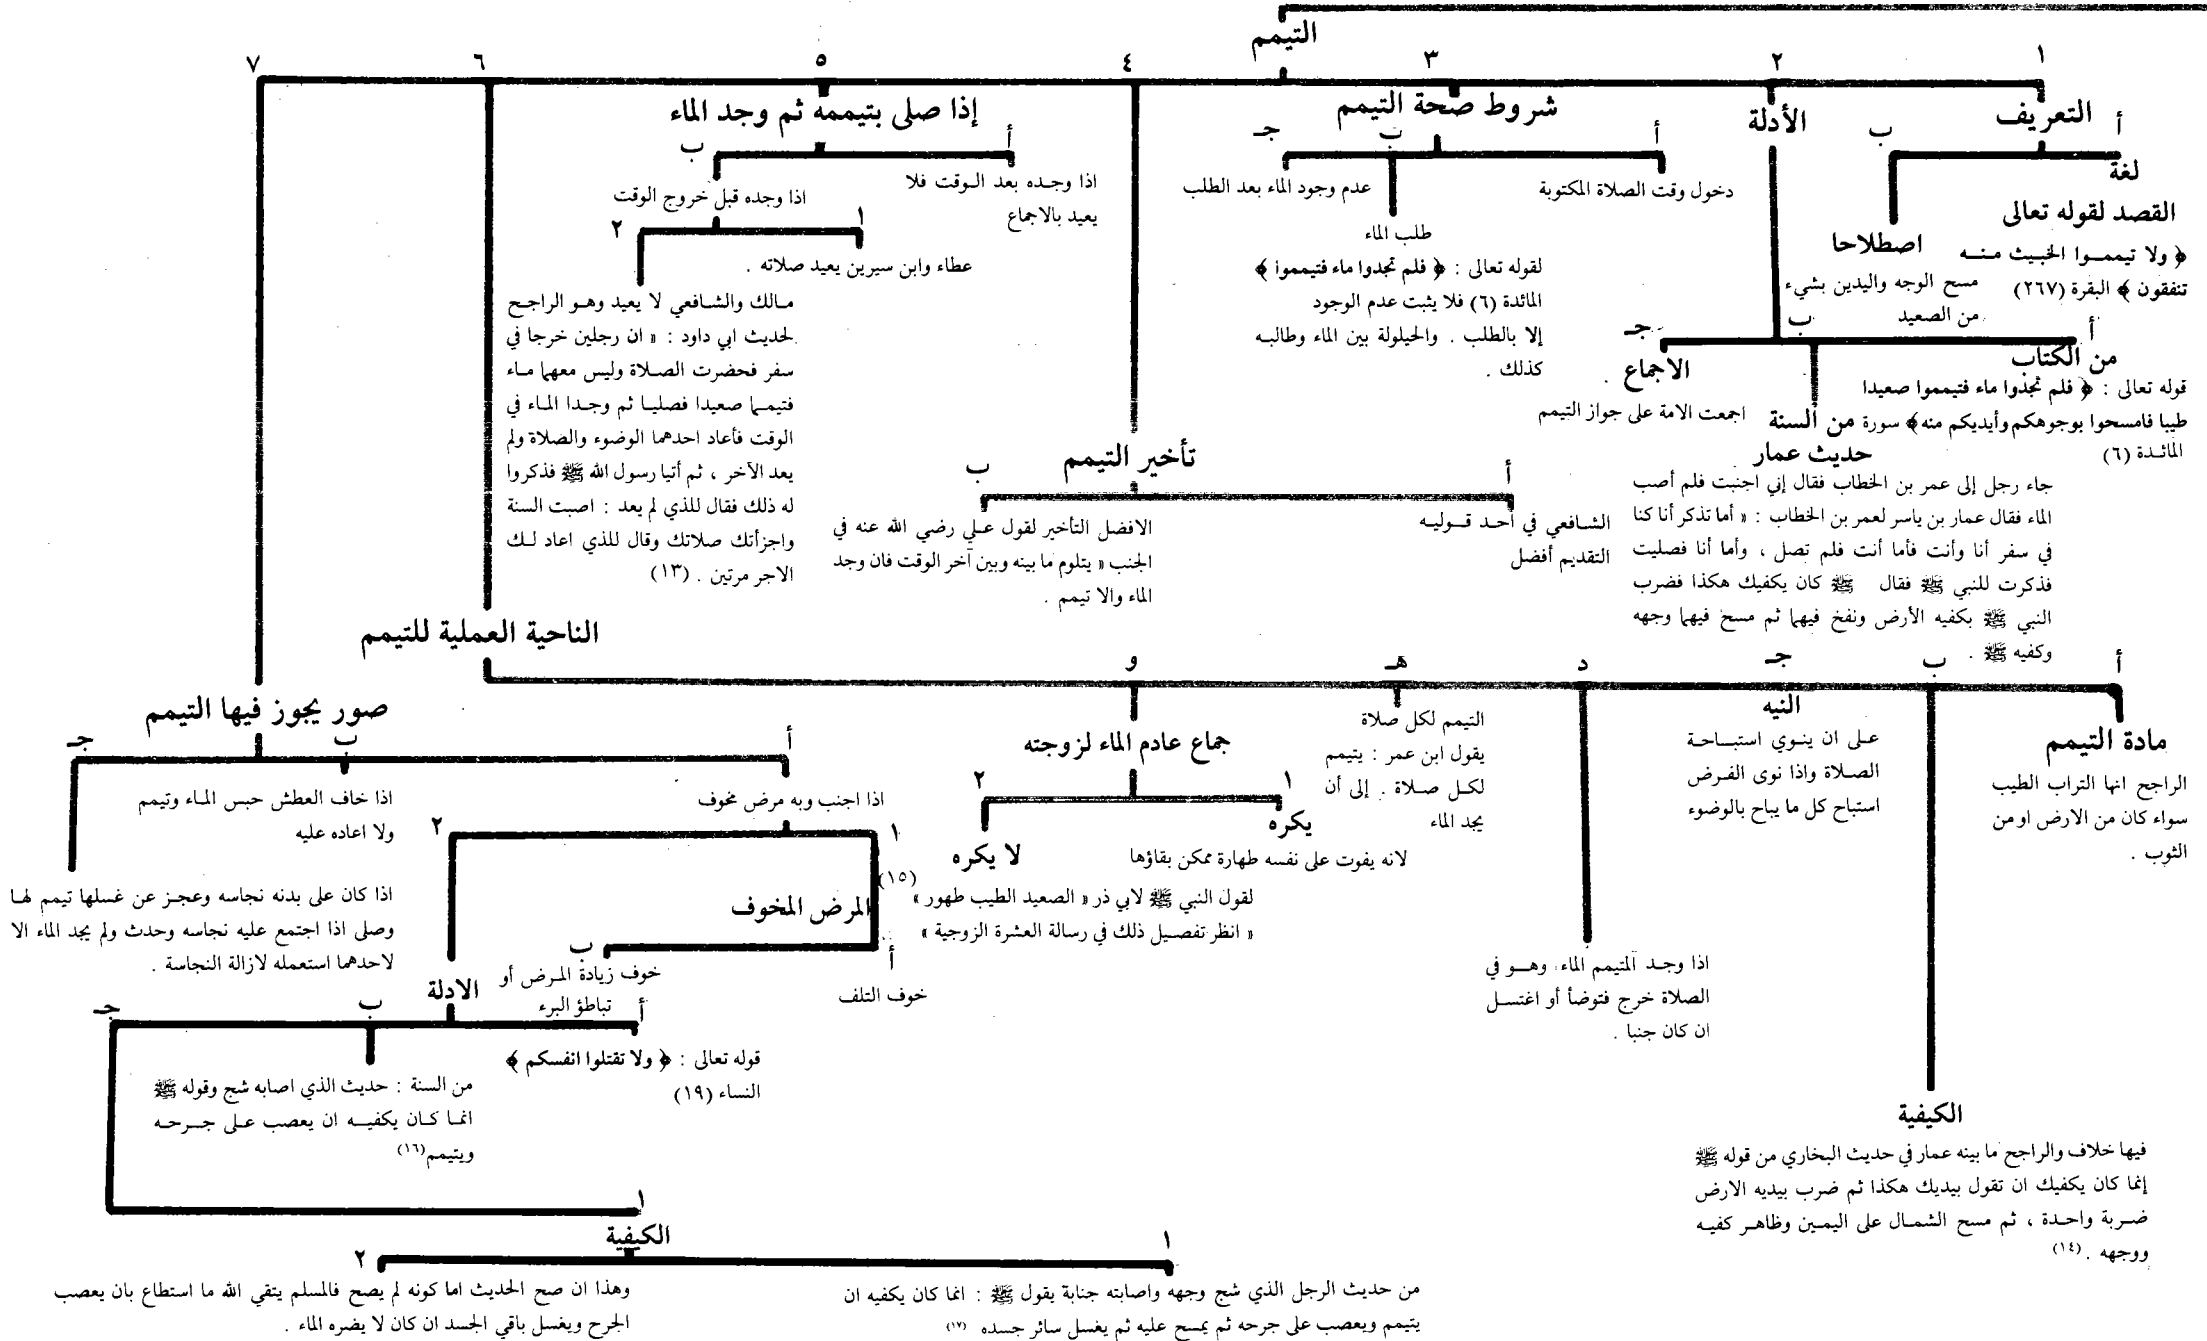 التيمم
١
٢
٣
٤
٥
٦
٧
التعريف
أ
ب
لغة
القصد لقوله تعالى
﴿ ولا تيممـوا الخبيث منـه
تنفقون ﴾ البقرة (٢٦٧)
اصطلاحا
مسح الوجه واليدين بشيء
من الصعيد
الأدلة
أ
ب
جـ
من الكتاب
قوله تعالى : ﴿ فلم تجدوا ماء فتيمموا صعيدا
طيبا فامسحوا بوجوهكم وأيديكم منه ﴾ سورة
المائدة (٦)
من السنة
حديث عمار
جاء رجل إلى عمر بن الخطاب فقال إني اجنبت فلم أصب
الماء فقال عمار بن ياسر لعمر بن الخطاب : « أما تذكر أنا كنا
في سفر أنا وأنت فأما أنت فلم تصل ، وأما أنا فصليت
فذكرت للنبي ﷺ فقال ﷺ كان يكفيك هكذا فضرب
النبي ﷺ بكفيه الأرض ونفخ فيهما ثم مسح فيهما وجهه
وكفيه ﷺ .
الاجماع
اجمعت الامة على جواز التيمم
شروط صحة التيمم
أ
ب
جـ
دخول وقت الصلاة المكتوبة
طلب الماء
لقوله تعالى : ﴿ فلم تجدوا ماء فتيمموا ﴾
المائدة (٦) فلا يثبت عدم الوجود
إلا بالطلب . والحيلولة بين الماء وطالبه
كذلك .
عدم وجود الماء بعد الطلب
تأخير التيمم
أ
ب
الشافعي في أحد قوليه
التقديم أفضل
الافضل التأخير لقول علي رضي الله عنه في
الجنب « يتلوم ما بينه وبين آخر الوقت فان وجد
الماء والا تيمم .
إذا صلى بتيممه ثم وجد الماء
أ
ب
اذا وجده بعد الوقت فلا
يعيد بالاجماع
اذا وجده قبل خروج الوقت
١
٢
عطاء وابن سيرين يعيد صلاته .
مالك والشافعي لا يعيد وهو الراجح
لحديث ابي داود : « ان رجلين خرجا في
سفر فحضرت الصلاة وليس معهما ماء
فتيمما صعيدا فصليا ثم وجدا الماء في
الوقت فأعاد احدهما الوضوء والصلاة ولم
يعد الآخر ، ثم أتيا رسول الله ﷺ فذكروا
له ذلك فقال للذي لم يعد : اصبت السنة
واجزأتك صلاتك وقال للذي اعاد لك
الاجر مرتين . (١٣)
الناحية العملية للتيمم
أ
ب
جـ
د
هـ
و
مادة التيمم
الراجح انها التراب الطيب
سواء كان من الارض او من
الثوب .
الكيفية
فيها خلاف والراجح ما بينه عمار في حديث البخاري من قوله ﷺ
إنما كان يكفيك ان تقول بيديك هكذا ثم ضرب بيديه الارض
ضربة واحدة ، ثم مسح الشمال على اليمين وظاهر كفيه
ووجهه . (١٤)
النيه
على ان ينوي استباحة
الصلاة واذا نوى الفرض
استباح كل ما يباح بالوضوء
اذا وجد المتيمم الماء وهو في
الصلاة خرج فتوضأ أو اغتسل
ان كان جنبا .
التيمم لكل صلاة
يقول ابن عمر : يتيمم
لكل صلاة . إلى أن
يجد الماء
جماع عادم الماء لزوجته
١
٢
يكره
لانه يفوت على نفسه طهارة ممكن بقاؤها
لا يكره
لقول النبي ﷺ لابي ذر « الصعيد الطيب طهور » (١٥)
« انظر تفصيل ذلك في رسالة العشرة الزوجية »
صور يجوز فيها التيمم
أ
ب
جـ
اذا اجنب وبه مرض مخوف
١
٢
المرض المخوف
أ
ب
خوف التلف
خوف زيادة المرض أو
تباطؤ البرء
الادلة
أ
ب
جـ
قوله تعالى : ﴿ ولا تقتلوا انفسكم ﴾
النساء (١٩)
من السنة : حديث الذي اصابه شج وقوله ﷺ
انما كان يكفيه ان يعصب على جرحه
ويتيمم (١٦)
١
الكيفية
١
٢
من حديث الرجل الذي شج وجهه واصابته جنابة يقول ﷺ : انما كان يكفيه ان
يتيمم ويعصب على جرحه ثم يمسح عليه ثم يغسل سائر جسده (١٧)
وهذا ان صح الحديث اما كونه لم يصح فالمسلم يتقي الله ما استطاع بان يعصب
الجرح ويغسل باقي الجسد ان كان لا يضره الماء .
اذا خاف العطش حبس الماء وتيمم
ولا اعاده عليه
اذا كان على بدنه نجاسه وعجز عن غسلها تيمم لها
وصلى اذا اجتمع عليه نجاسه وحدث ولم يجد الماء الا
لاحدهما استعمله لازالة النجاسة .